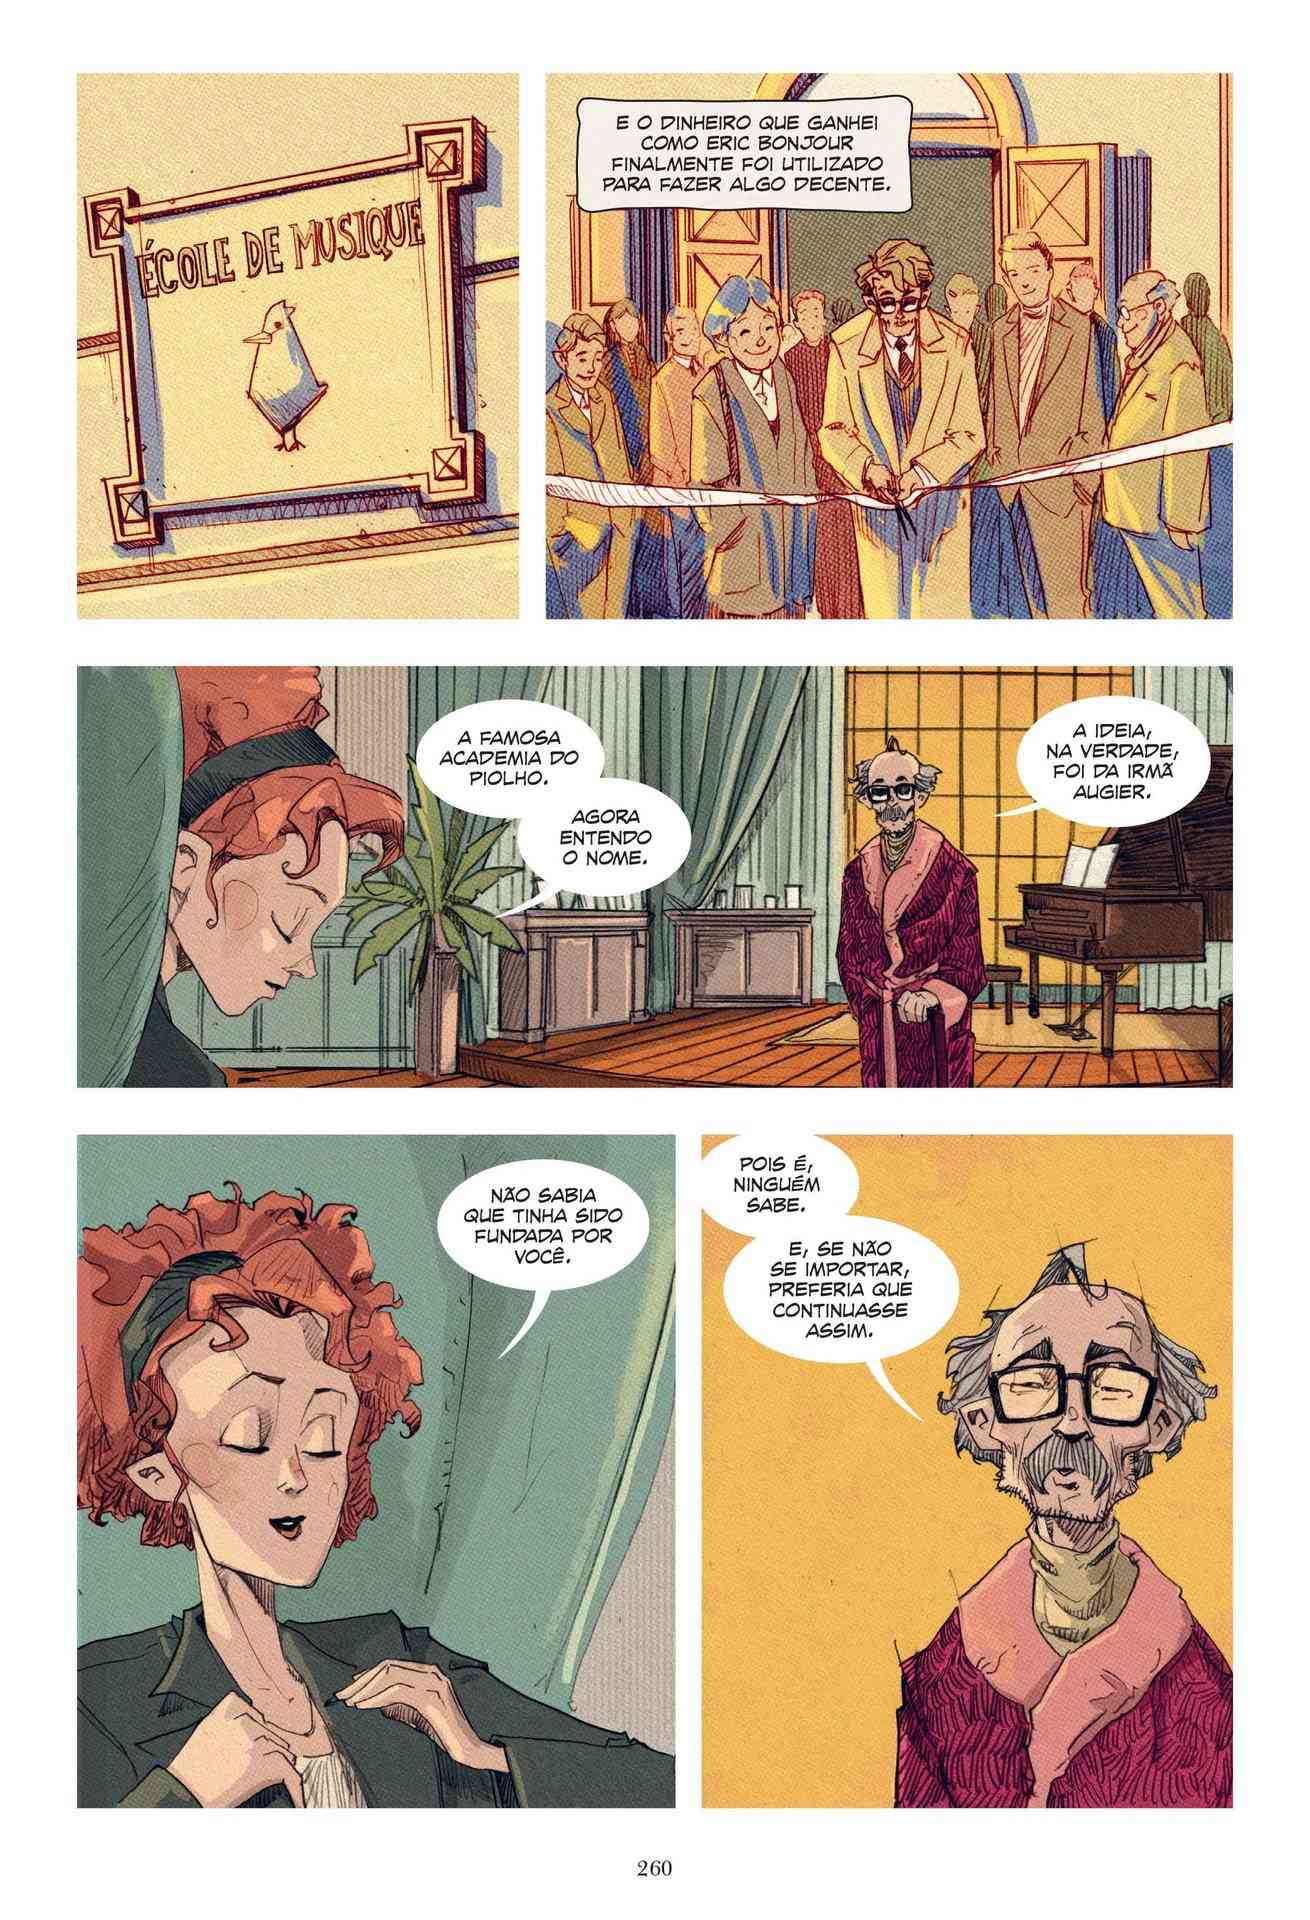 ÉCOLE DE MUSIQUE
E O DINHEIRO QUE GANHEI
COMO ERIC BONJOUR
FINALMENTE FOI UTILIZADO
PARA FAZER ALGO DECENTE.
A FAMOSA
ACADEMIA DO
PIOLHO.
AGORA
ENTENDO
O NOME.
A IDEIA,
NA VERDADE,
FOI DA IRMÃ
AUGIER.
NÃO SABIA
QUE TINHA SIDO
FUNDADA POR
VOCÊ.
POIS É,
NINGUÉM
SABE.
E, SE NÃO
SE IMPORTAR,
PREFERIA QUE
CONTINUASSE
ASSIM.
260